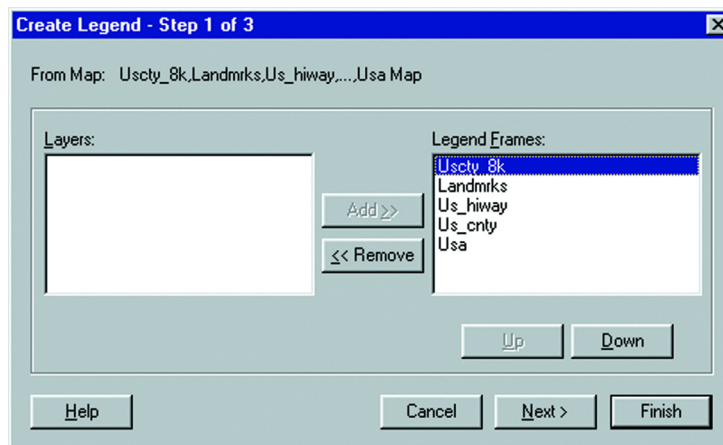 Create Legend - Step 1 of 3
From Map: Uscty_8k,Landmrks,Us_hiway,...,Usa Map
Layers:
Legend Frames:
Uscty_8k
Landmrks
Us_hiway
Us_cnty
Usa
Add >>
<< Remove
Up
Down
Help
Cancel
Next >
Finish